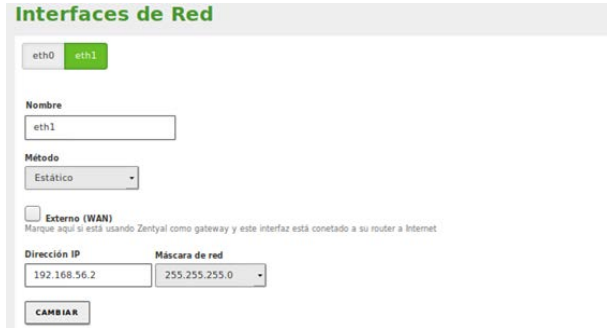 Interfaces de Red
eth0 eth1
Nombre
eth1
Método
Estático
Externo (WAN)
Marque aquí si está usando Zentyal como gateway y este interfaz está conetado a su router a Internet
Dirección IP Máscara de red
192.168.56.2 255.255.255.0
CAMBIAR